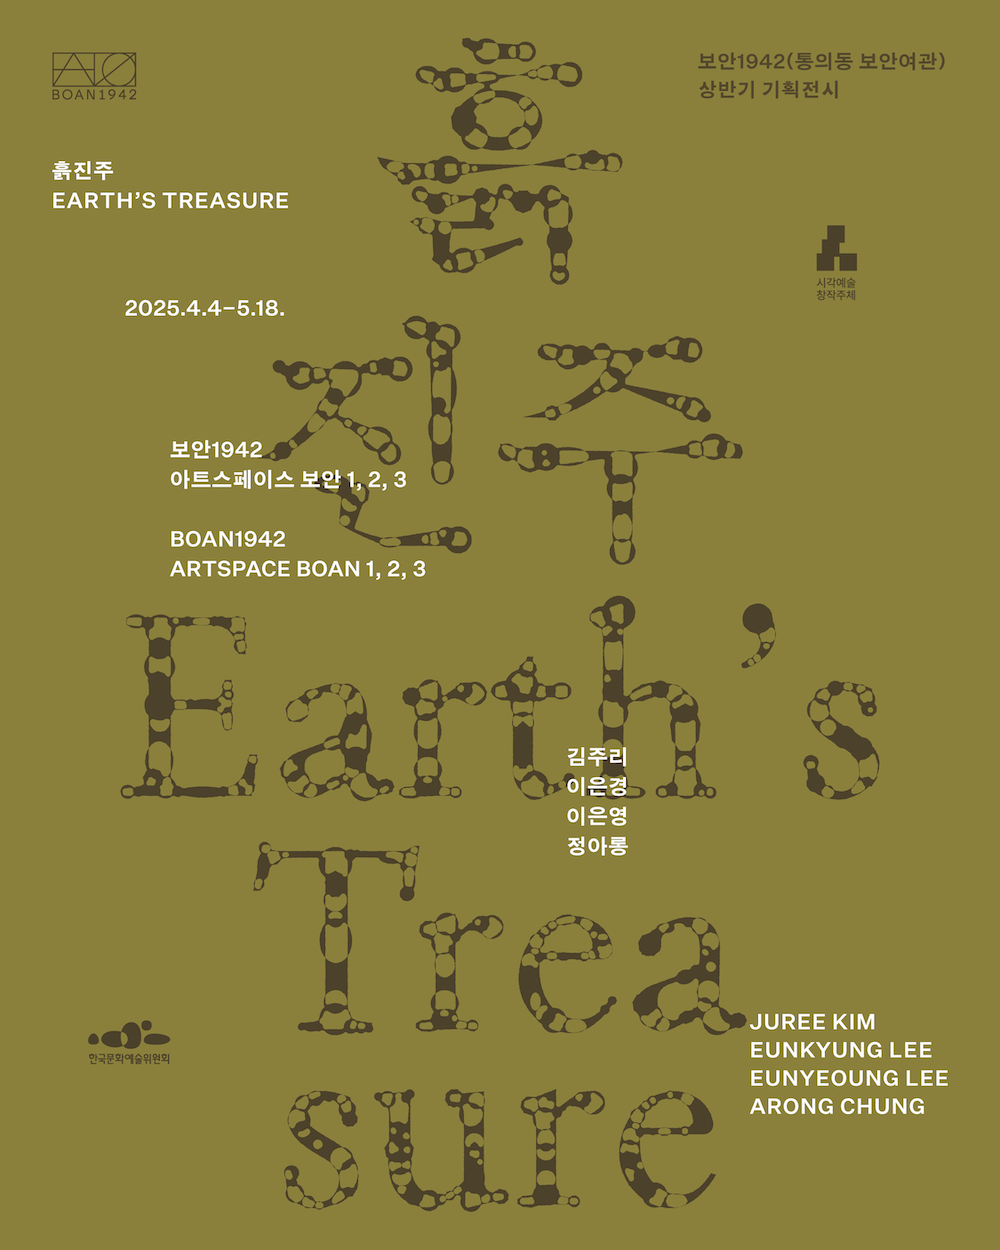 BOAN1942
보안1942(통의동 보안여관)
상반기 기획전시
흙진주
EARTH’S TREASURE
흙
시각예술
창작주체
2025.4.4–5.18.
진주
보안1942
아트스페이스 보안 1, 2, 3
BOAN1942
ARTSPACE BOAN 1, 2, 3
Earth’s
김주리
이은경
이은영
정아롱
Trea
JUREE KIM
EUNKYUNG LEE
EUNYEOUNG LEE
ARONG CHUNG
한국문화예술위원회
sure